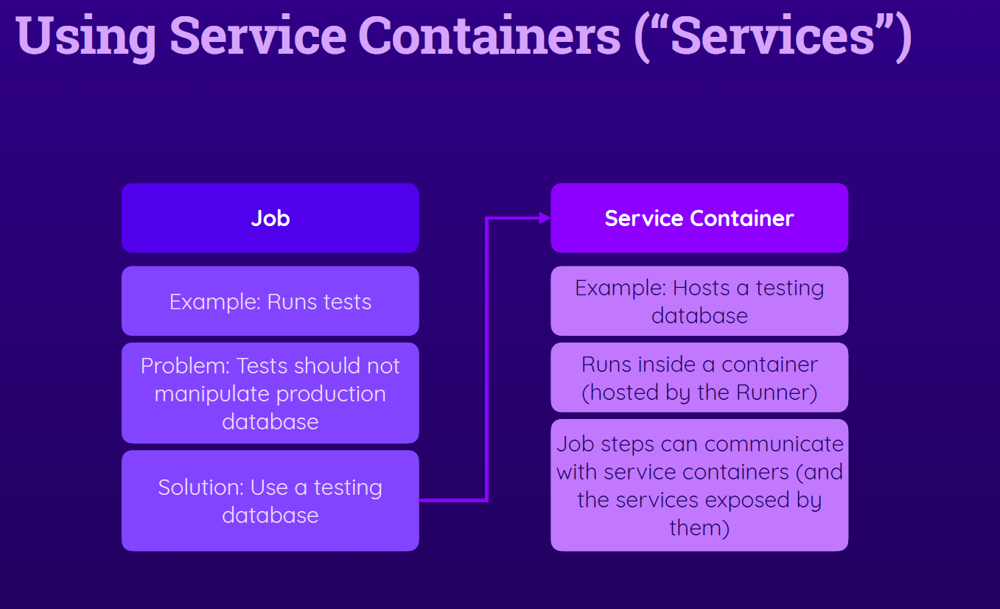 Using Service Containers (“Services”)
Job
Example: Runs tests
Problem: Tests should not
manipulate production
database
Solution: Use a testing
database
Service Container
Example: Hosts a testing
database
Runs inside a container
(hosted by the Runner)
Job steps can communicate
with service containers (and
the services exposed by
them)